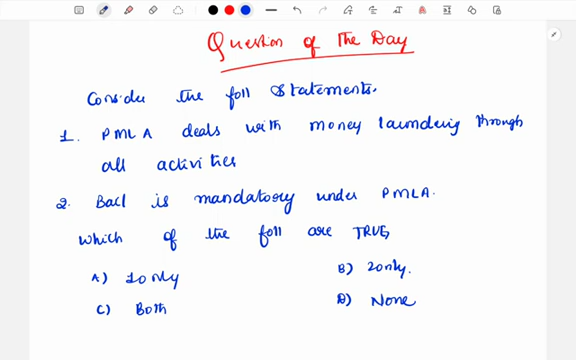 Question of The Day
Consider the foll Statements.
1. PMLA deals with money laundering through
all activities
2. Bail is mandatory under PMLA.
Which of the foll are TRUE,
A) 1 only
B) 2 only.
C) Both
D) None